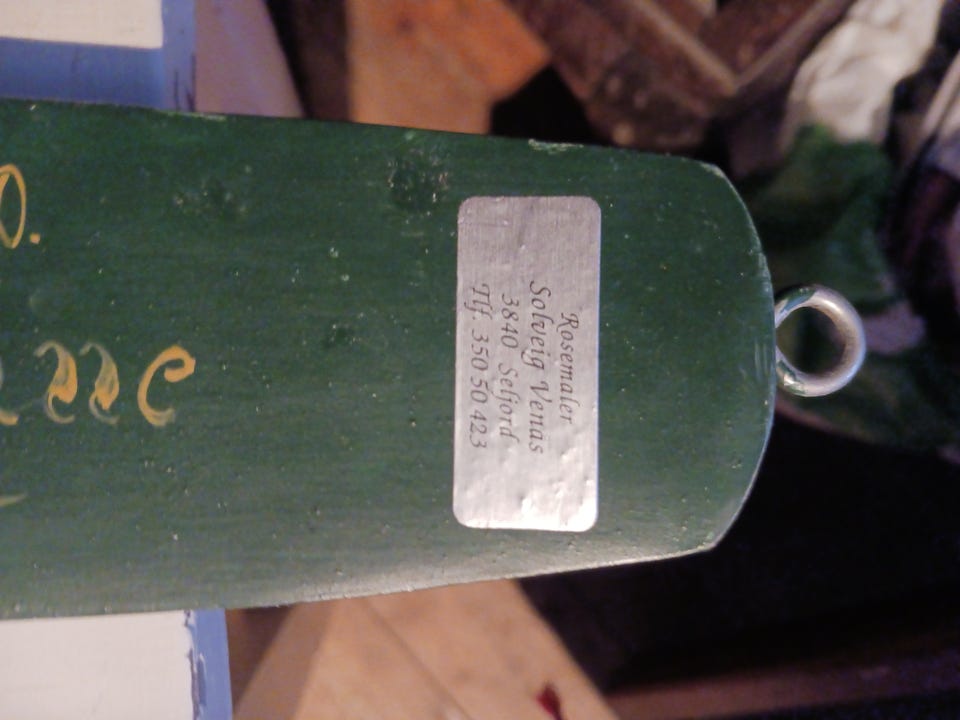 Rosemaler
Solveig Venås
3840 Seljord
Tlf. 350 50 423